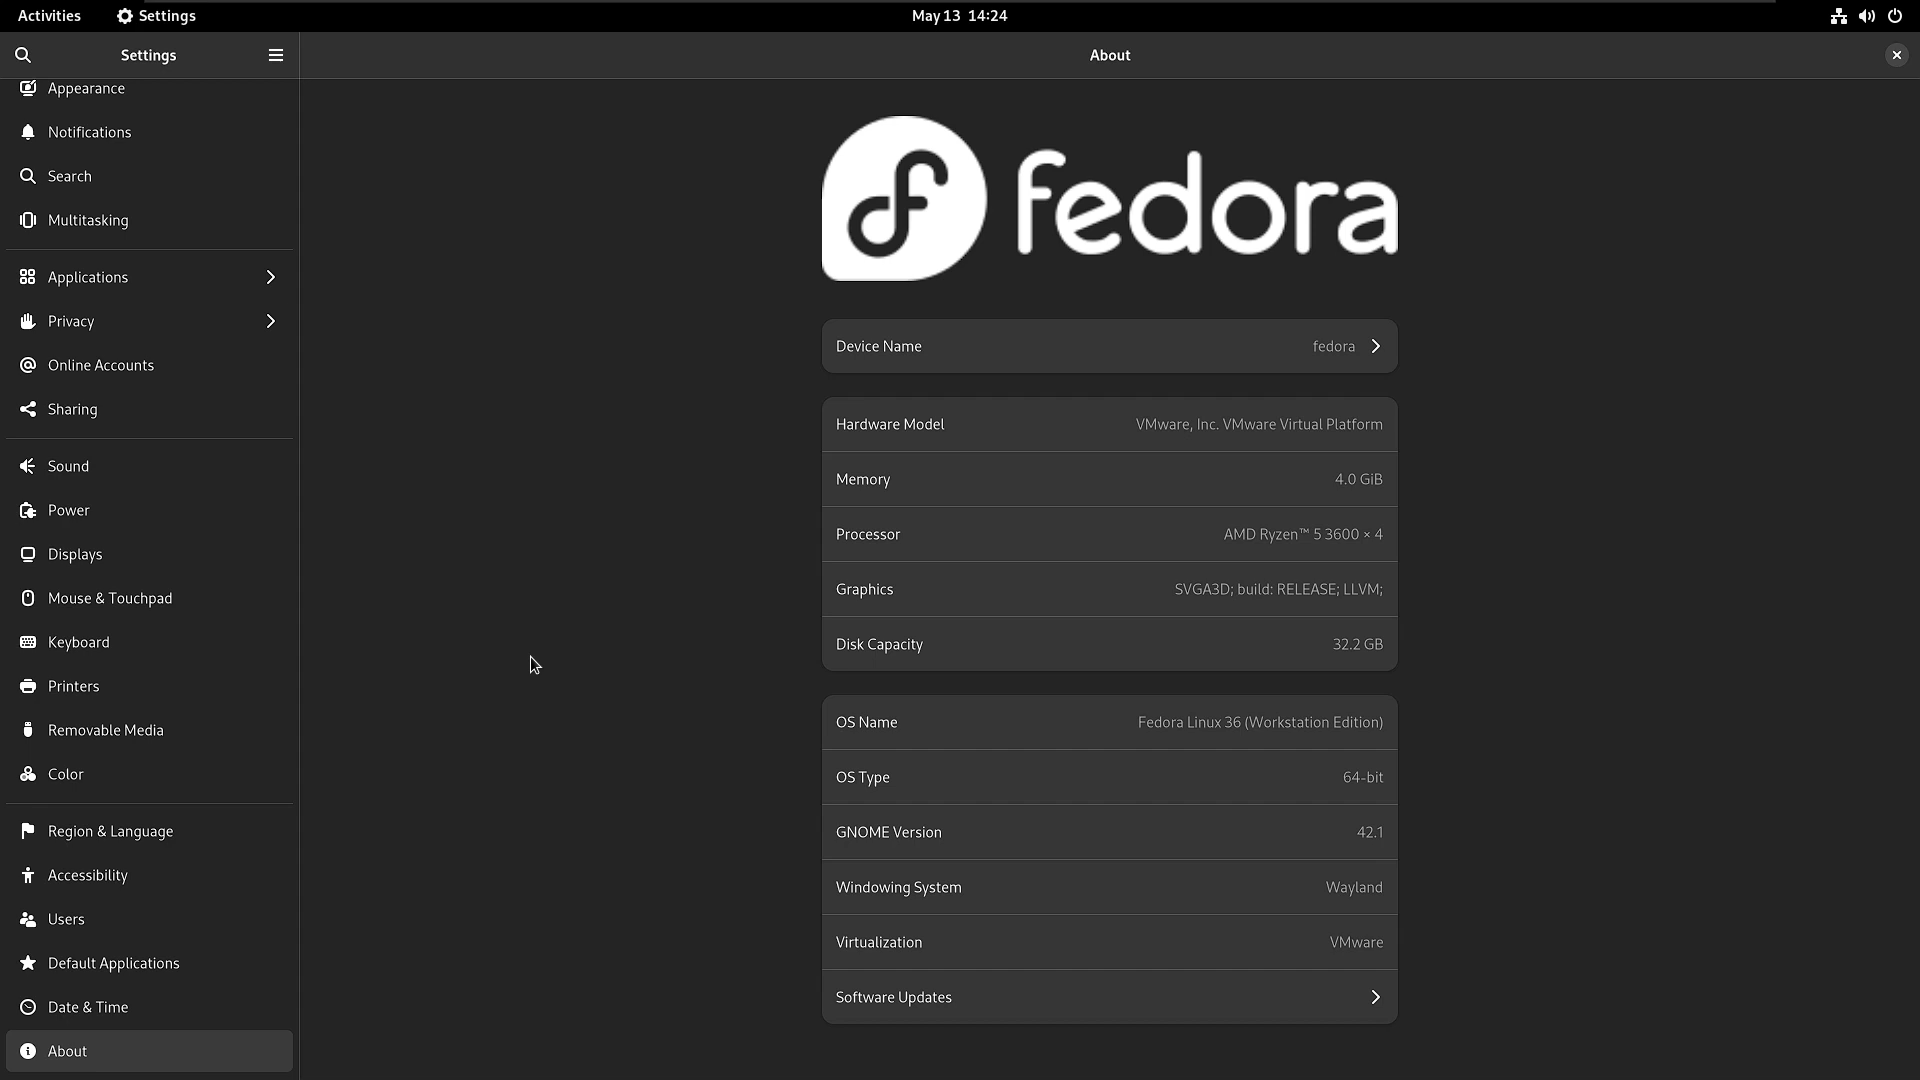 Activities Settings May 13 14:24
Settings About
Appearance
Notifications
Search
Multitasking
Applications
Privacy
Online Accounts
Sharing
Sound
Power
Displays
Mouse & Touchpad
Keyboard
Printers
Removable Media
Color
Region & Language
Accessibility
Users
Default Applications
Date & Time
About
fedora
Device Name fedora
Hardware Model VMware, Inc. VMware Virtual Platform
Memory 4.0 GiB
Processor AMD Ryzen™ 5 3600 × 4
Graphics SVGA3D; build: RELEASE; LLVM;
Disk Capacity 32.2 GB
OS Name Fedora Linux 36 (Workstation Edition)
OS Type 64-bit
GNOME Version 42.1
Windowing System Wayland
Virtualization VMware
Software Updates